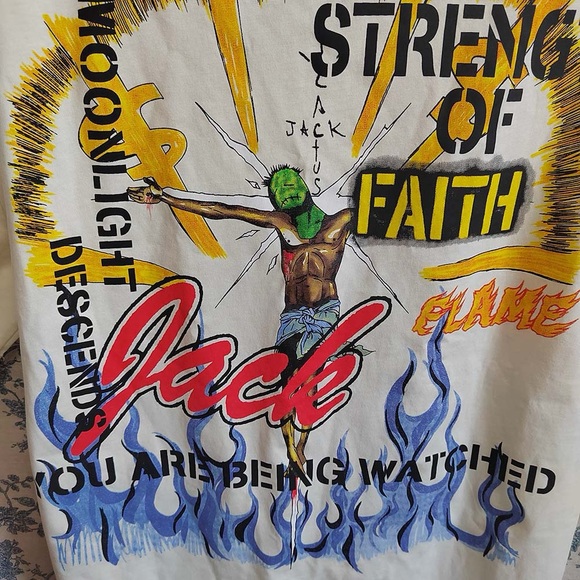 MOONLIGHT
DESCENDS
CACTUS
JACK
STRENG
OF
FAITH
FLAME
Jack
YOU ARE BEING WATCHED